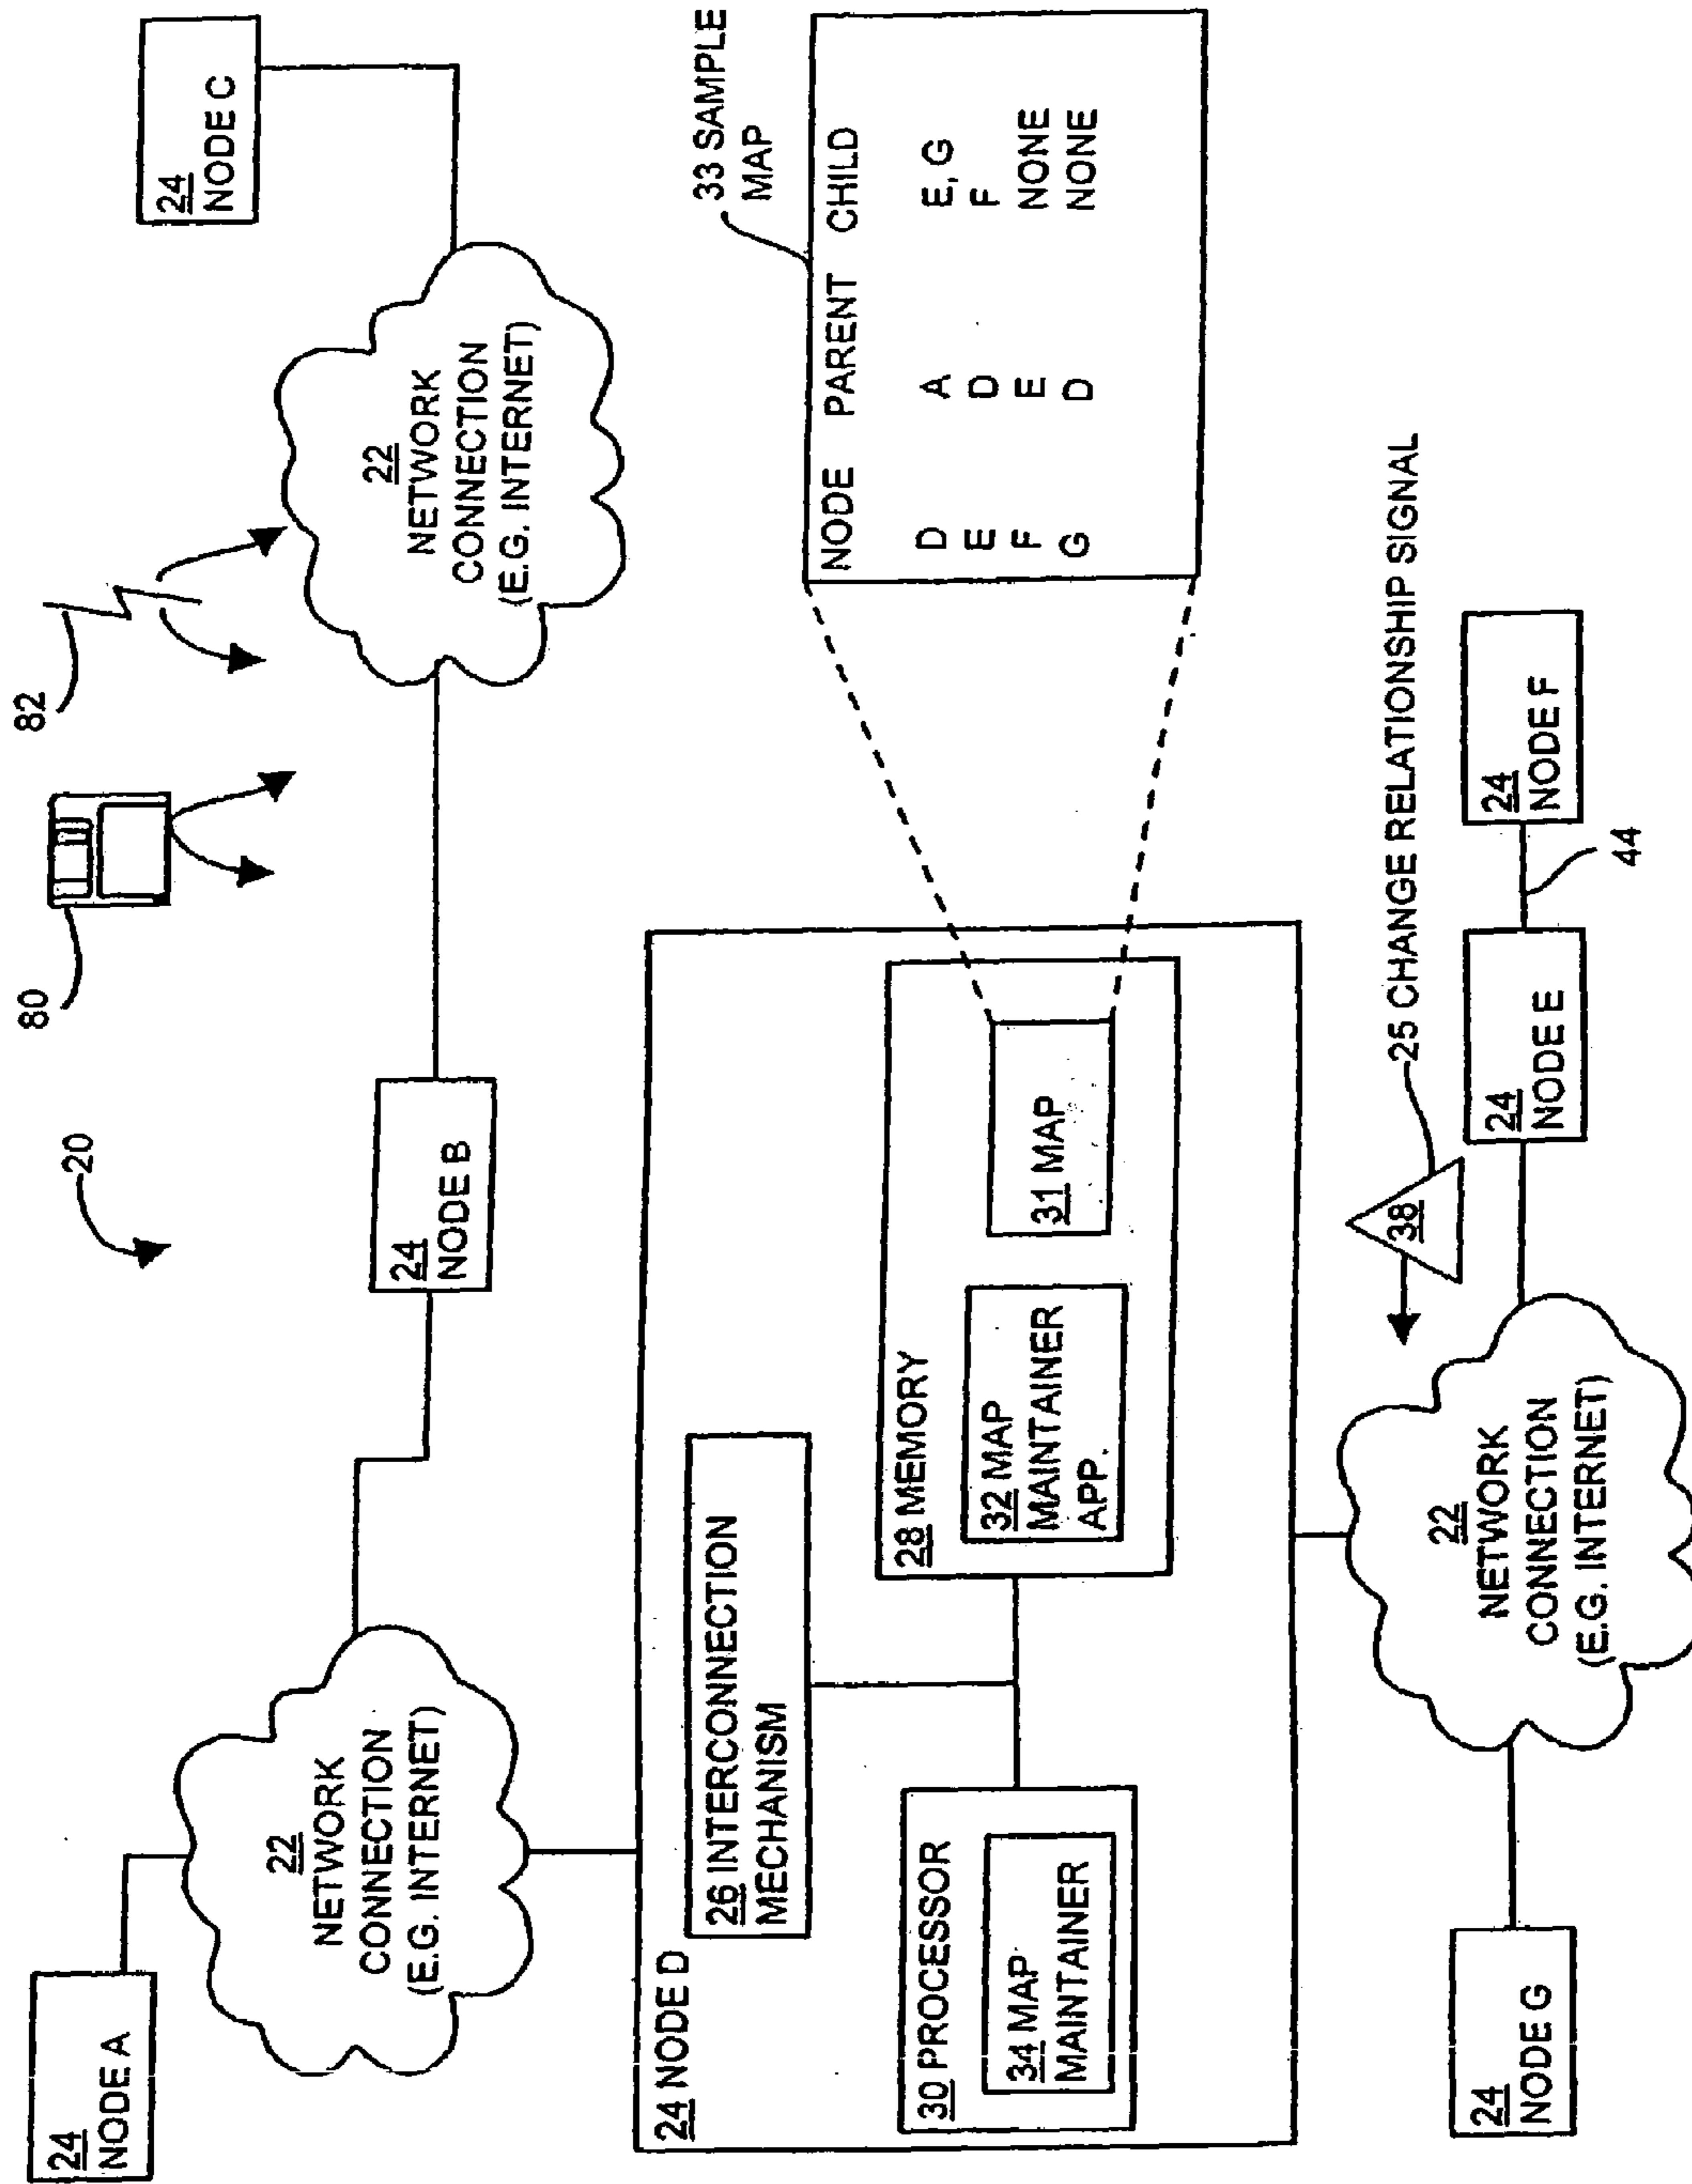 20
80
82
24
NODE A
22
NETWORK
CONNECTION
(E.G. INTERNET)
24
NODE B
22
NETWORK
CONNECTION
(E.G. INTERNET)
24
NODE C
24 NODE D
26 INTERCONNECTION
MECHANISM
30 PROCESSOR
34 MAP
MAINTAINER
28 MEMORY
32 MAP
MAINTAINER
APP.
31 MAP
33 SAMPLE
MAP
NODE PARENT CHILD
D A E, G
E D F
F E NONE
G D NONE
24
NODE G
22
NETWORK
CONNECTION
(E.G. INTERNET)
38
25 CHANGE RELATIONSHIP SIGNAL
24
NODE E
44
24
NODE F